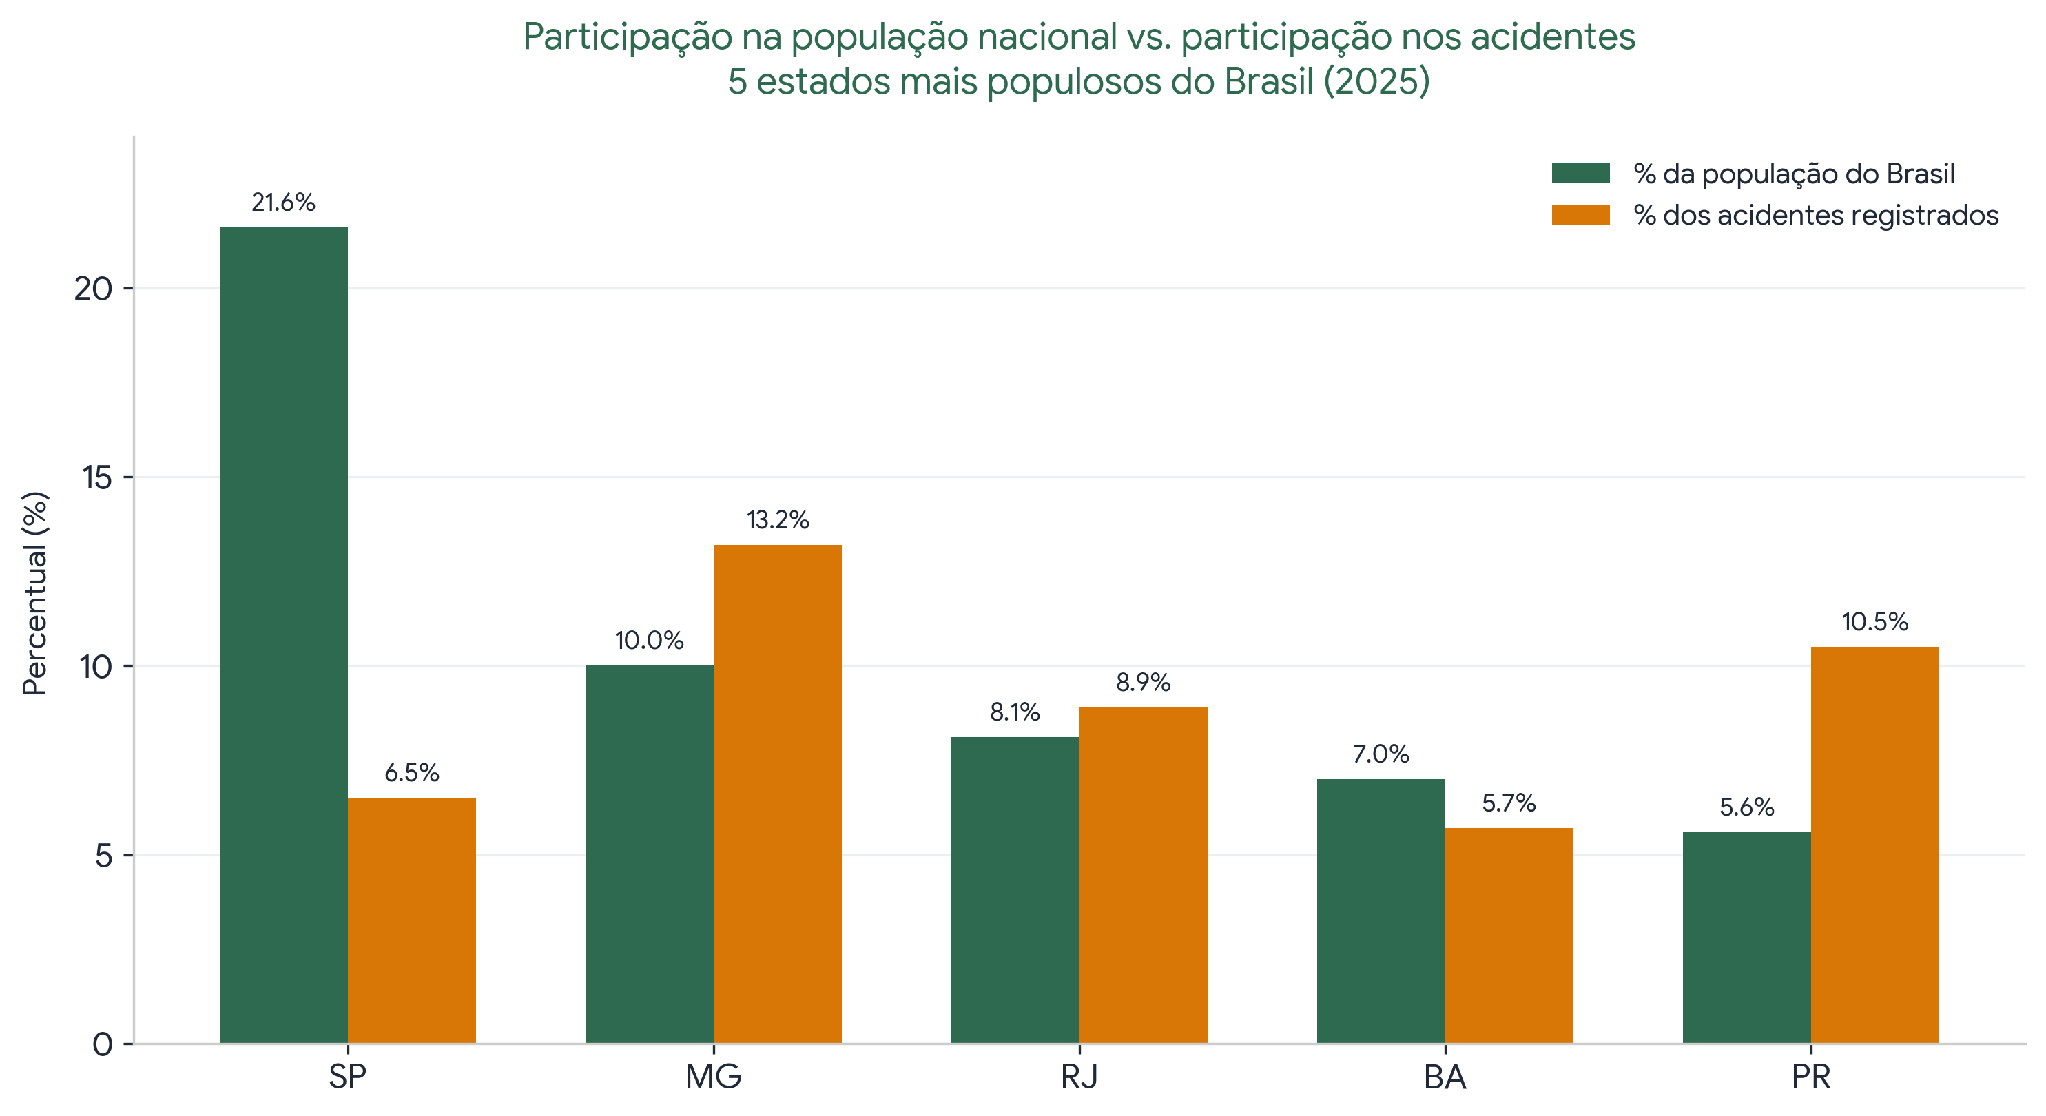 Participação na população nacional vs. participação nos acidentes
5 estados mais populosos do Brasil (2025)
% da população do Brasil
% dos acidentes registrados
Percentual (%)
20
15
10
5
0
21.6%
6.5%
10.0%
13.2%
8.1%
8.9%
7.0%
5.7%
5.6%
10.5%
SP
MG
RJ
BA
PR